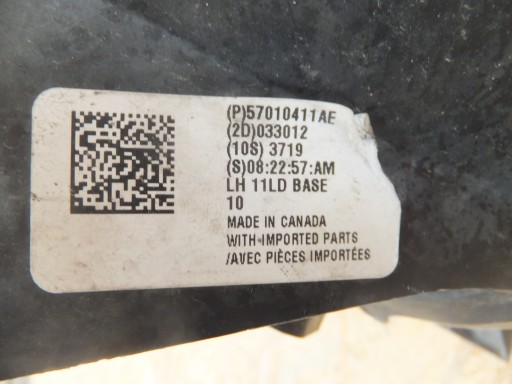 (P)57010411AE
(2D)033012
(10S) 3719
(S)08:22:57:AM
LH 11LD BASE
10
MADE IN CANADA
WITH IMPORTED PARTS
/AVEC PIÈCES IMPORTÉES